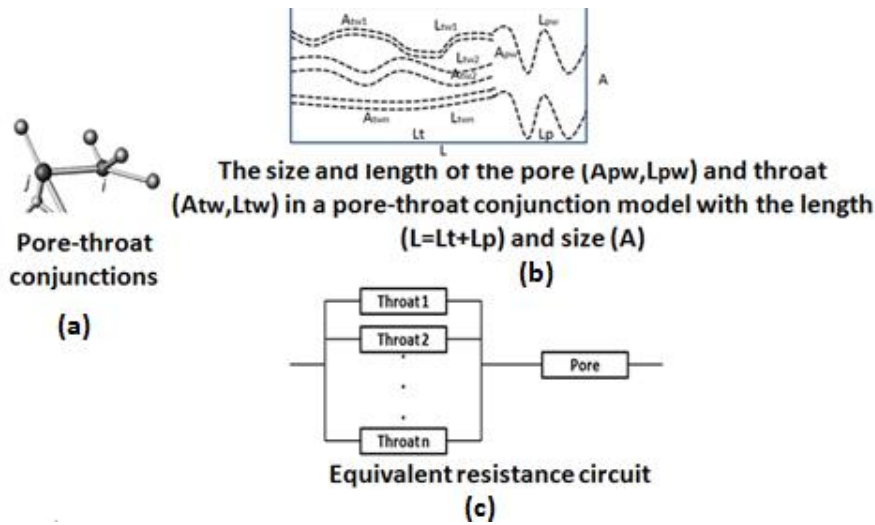 Atw1
Ltw1
Lpw
Ltw2
Apw
Atw2
A
Atwn
Ltwn
Lt
Lp
L
j
i
Pore-throat
conjunctions
(a)
The size and length of the pore (Apw,Lpw) and throat
(Atw,Ltw) in a pore-throat conjunction model with the length
(L=Lt+Lp) and size (A)
(b)
Throat 1
Throat 2
Pore
Throat n
Equivalent resistance circuit
(c)